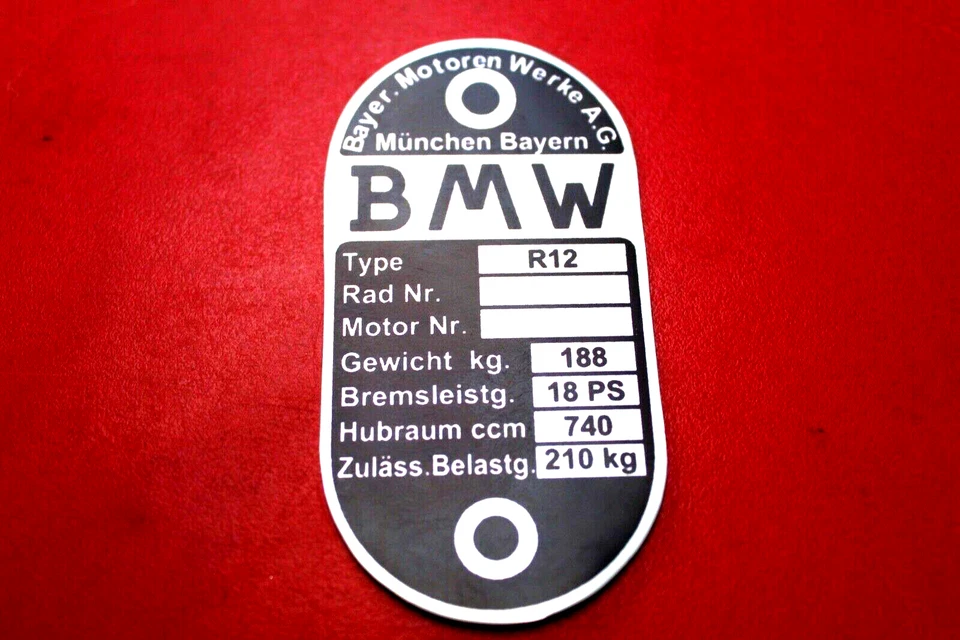 Bayer. Motoren Werke A.G.
München Bayern
BMW
Type R12
Rad Nr.
Motor Nr.
Gewicht kg. 188
Bremsleistg. 18 PS
Hubraum ccm 740
Zuläss.Belastg. 210 kg